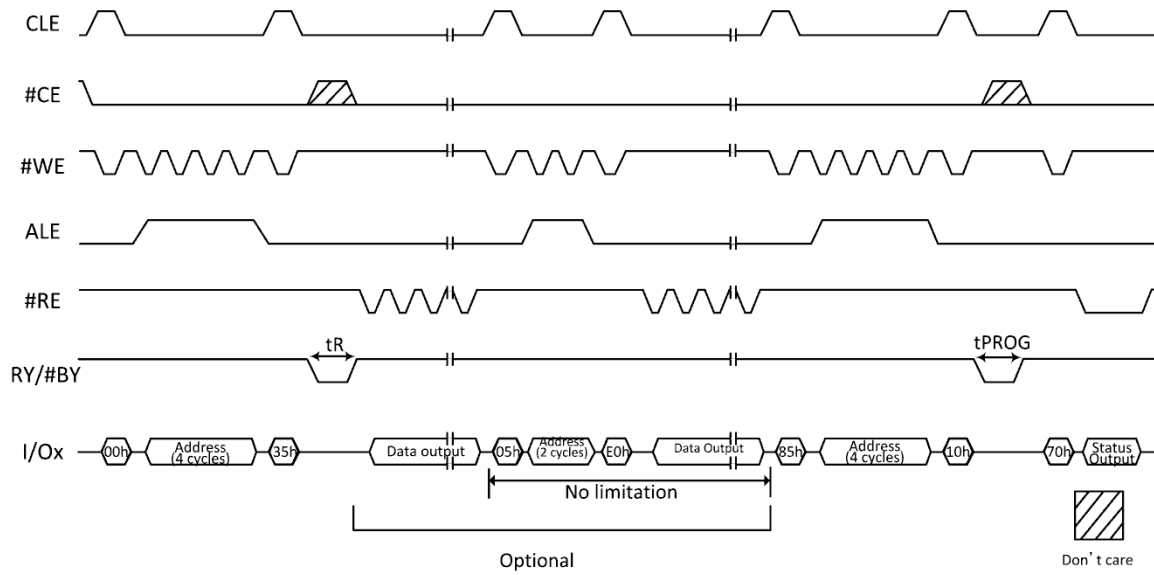 CLE
#CE
#WE
ALE
#RE
tR
tPROG
RY/#BY
I/Ox
00h
Address
(4 cycles)
35h
Data output
05h
Address
(2 cycles)
E0h
Data Output
85h
Address
(4 cycles)
10h
70h
Status
Output
No limitation
Optional
Don't care